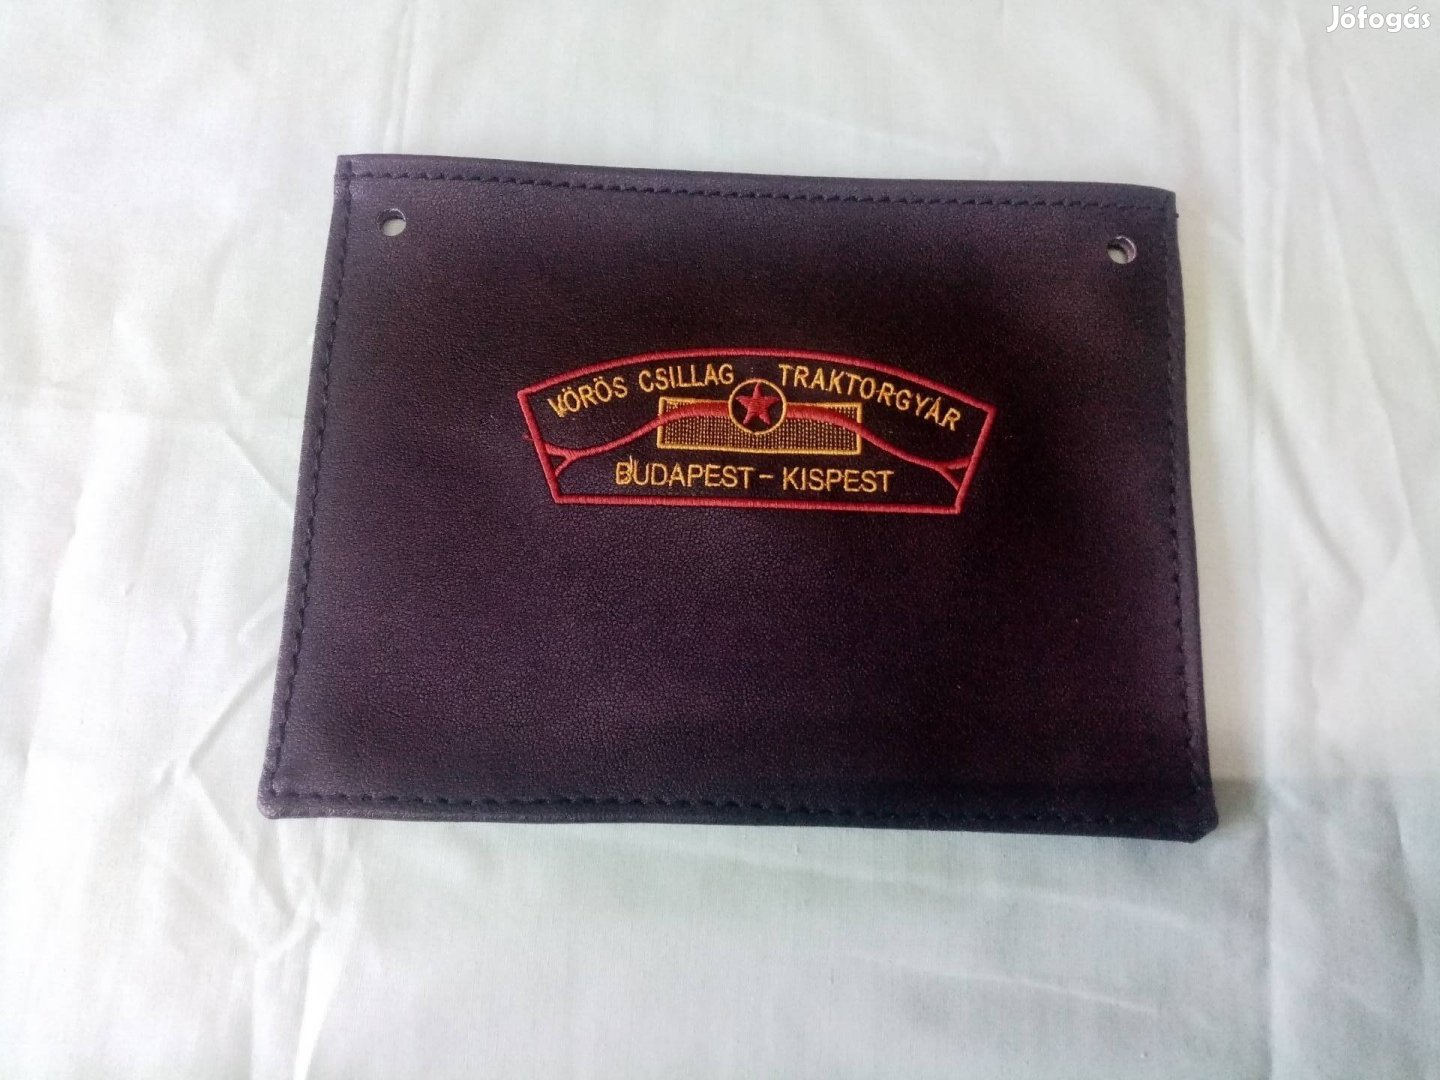 Jófogás
VÖRÖS CSILLAG TRAKTORGYÁR
BUDAPEST - KISPEST